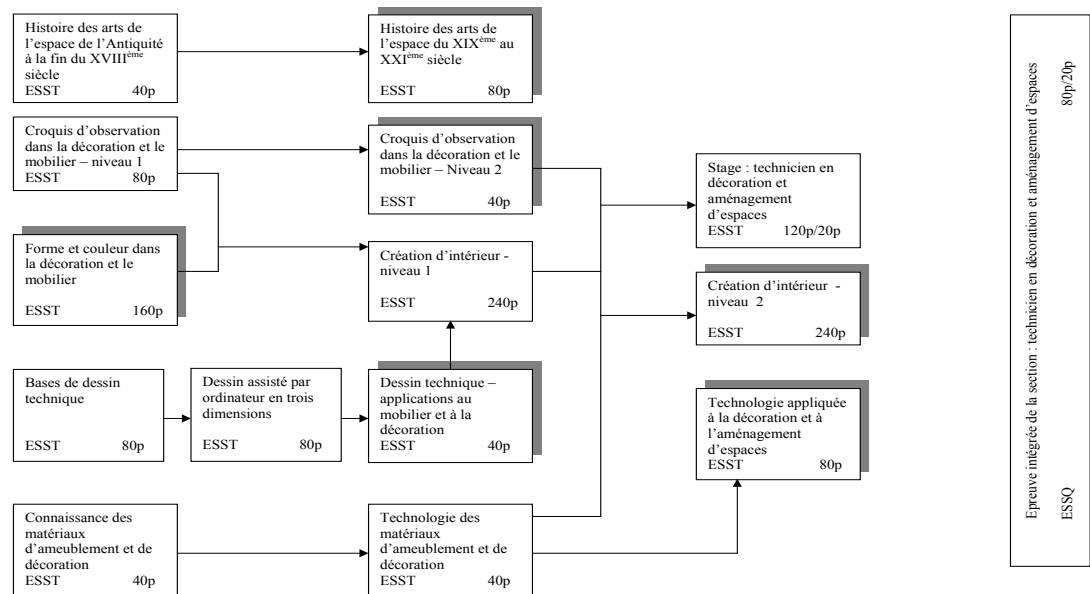 Histoire des arts de
l'espace de l'Antiquité
à la fin du XVIIIème
siècle
ESST 40p
Histoire des arts de
l'espace du XIXème au
XXIème siècle
ESST 80p
Croquis d'observation
dans la décoration et le
mobilier – niveau 1
ESST 80p
Croquis d'observation
dans la décoration et le
mobilier – Niveau 2
ESST 40p
Stage : technicien en
décoration et
aménagement
d'espaces
ESST 120p/20p
Forme et couleur dans
la décoration et le
mobilier
ESST 160p
Création d'intérieur -
niveau 1
ESST 240p
Création d'intérieur -
niveau 2
ESST 240p
Bases de dessin
technique
ESST 80p
Dessin assisté par
ordinateur en trois
dimensions
ESST 80p
Dessin technique –
applications au
mobilier et à la
décoration
ESST 40p
Technologie appliquée
à la décoration et à
l'aménagement
d'espaces
ESST 80p
Connaissance des
matériaux
d'ameublement et de
décoration
ESST 40p
Technologie des
matériaux
d'ameublement et de
décoration
ESST 40p
Epreuve intégrée de la section : technicien en décoration et aménagement d'espaces
ESSQ 80p/20p